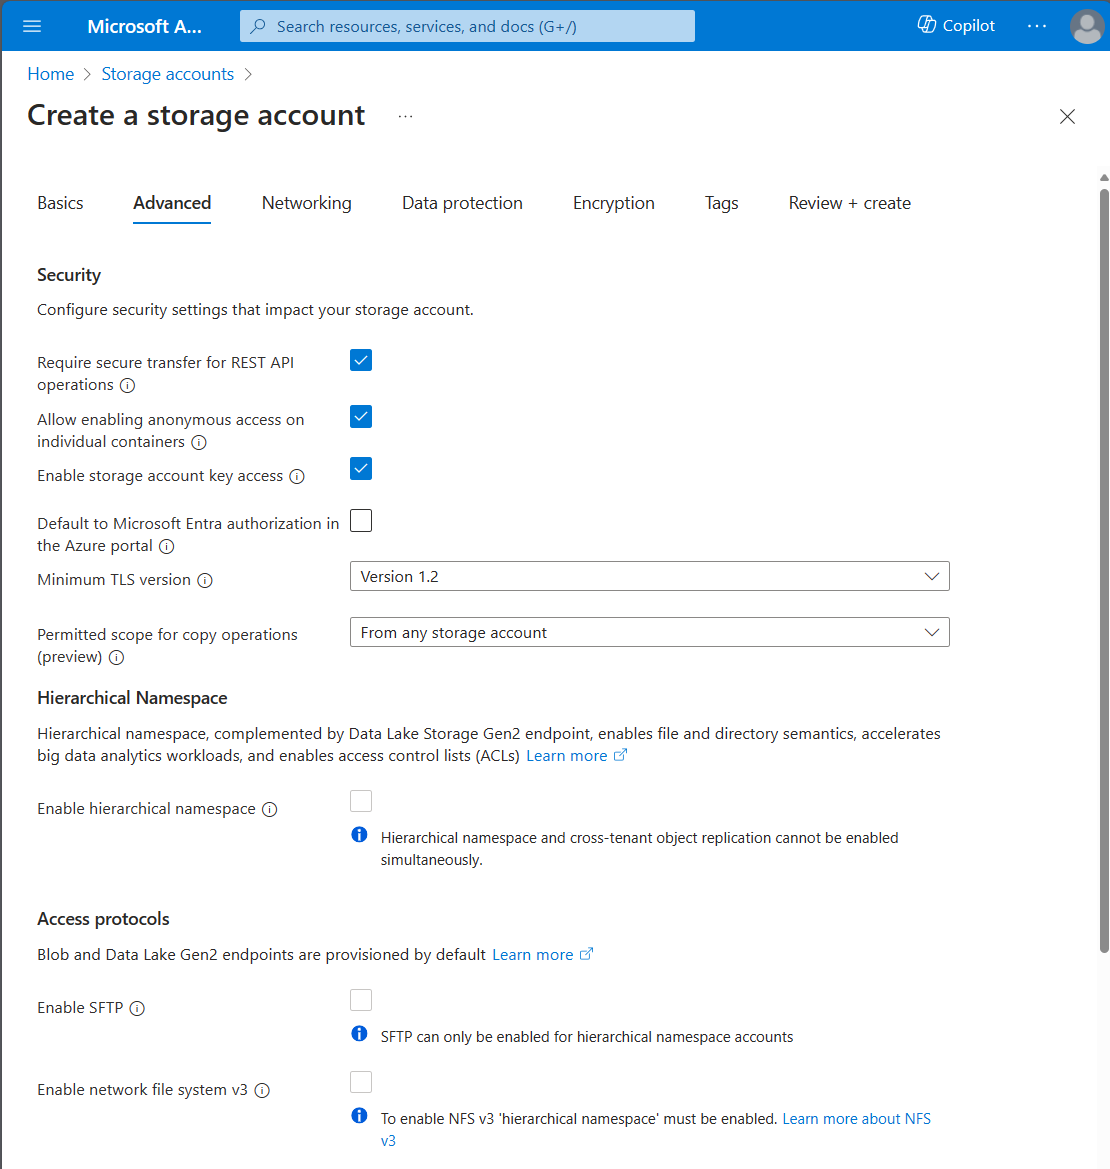 Microsoft A...
Search resources, services, and docs (G+/)
Copilot
Home
Storage accounts
Create a storage account
Basics
Advanced
Networking
Data protection
Encryption
Tags
Review + create
Security
Configure security settings that impact your storage account.
Require secure transfer for REST API
operations
Allow enabling anonymous access on
individual containers
Enable storage account key access
Default to Microsoft Entra authorization in
the Azure portal
Minimum TLS version
Version 1.2
Permitted scope for copy operations
(preview)
From any storage account
Hierarchical Namespace
Hierarchical namespace, complemented by Data Lake Storage Gen2 endpoint, enables file and directory semantics, accelerates
big data analytics workloads, and enables access control lists (ACLs) Learn more
Enable hierarchical namespace
Hierarchical namespace and cross-tenant object replication cannot be enabled
simultaneously.
Access protocols
Blob and Data Lake Gen2 endpoints are provisioned by default Learn more
Enable SFTP
SFTP can only be enabled for hierarchical namespace accounts
Enable network file system v3
To enable NFS v3 'hierarchical namespace' must be enabled. Learn more about NFS
v3